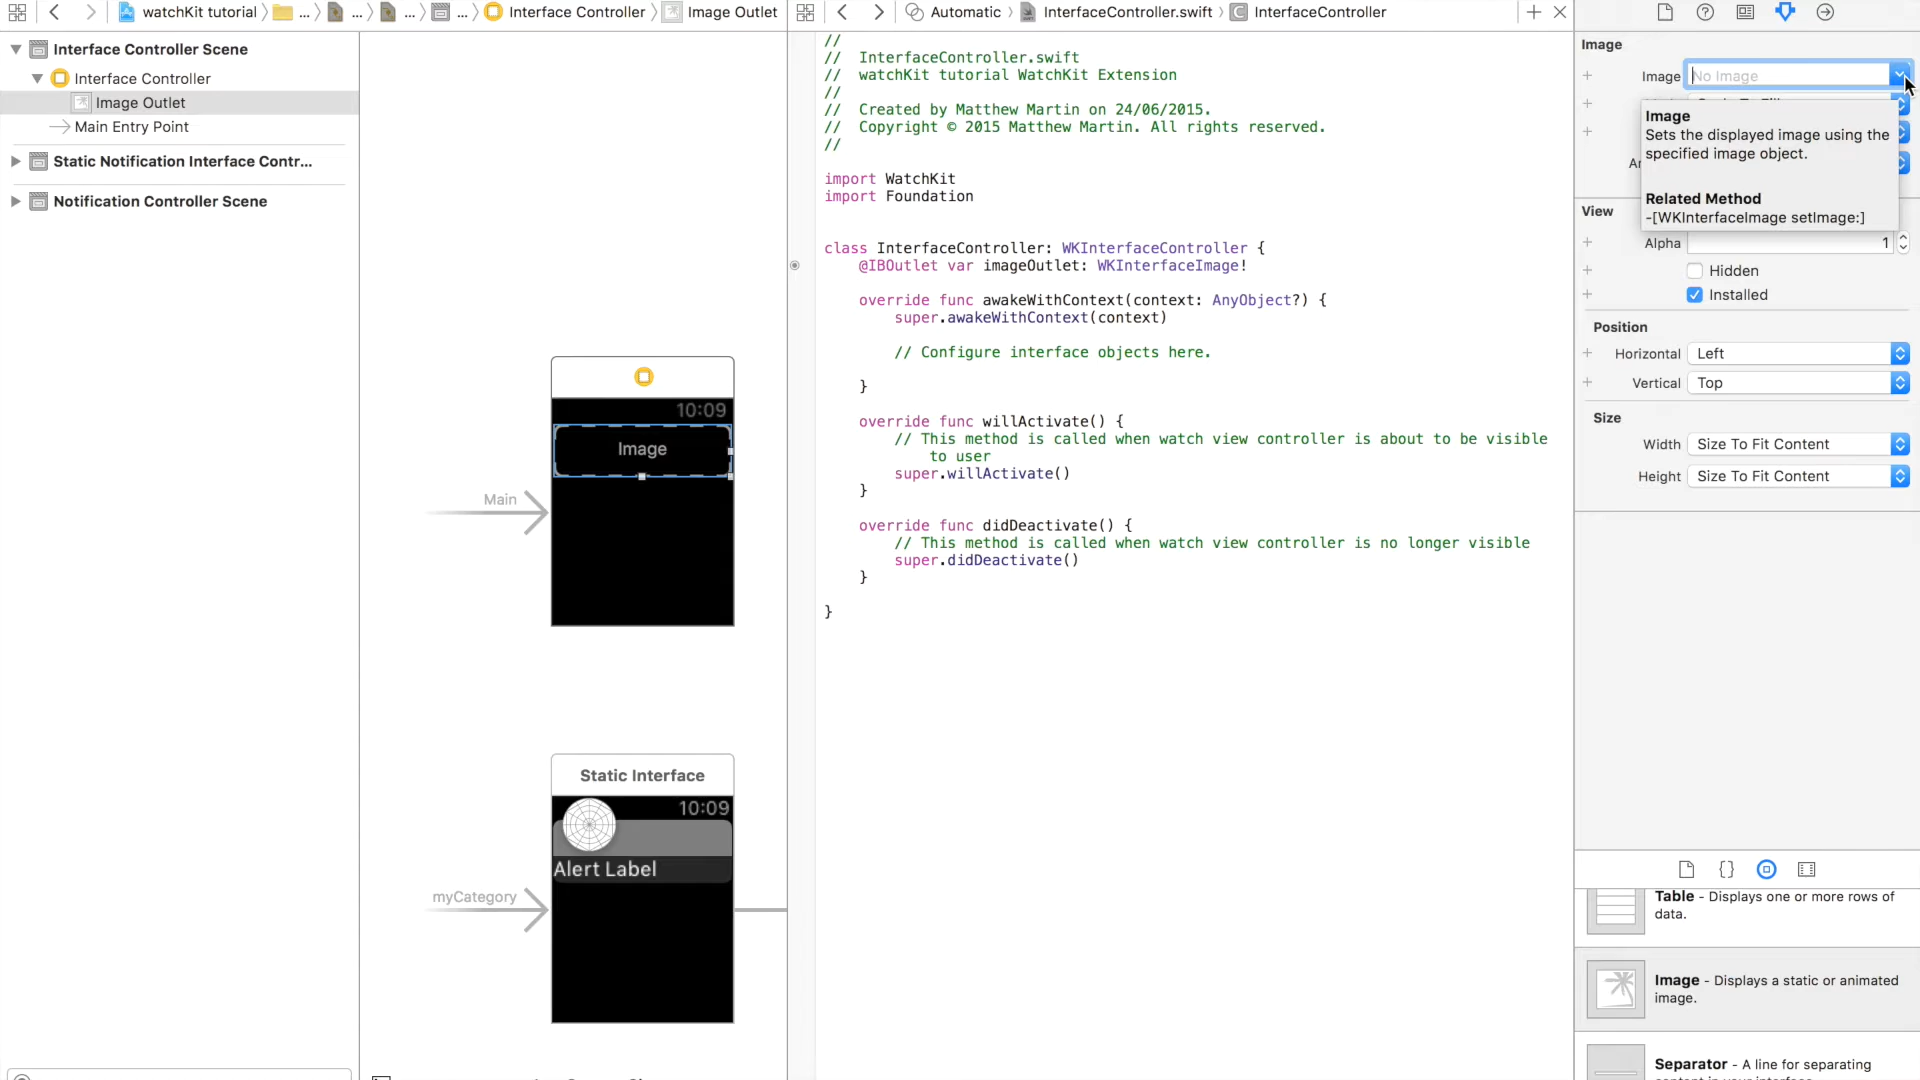 watchKit tutorial
...
...
...
...
Interface Controller
Image Outlet
Automatic
InterfaceController.swift
C
InterfaceController
Interface Controller Scene
Interface Controller
Image Outlet
Main Entry Point
Static Notification Interface Contr...
Notification Controller Scene
Main
10:09
Image
Static Interface
10:09
Alert Label
myCategory
//
//  InterfaceController.swift
//  watchKit tutorial WatchKit Extension
//
//  Created by Matthew Martin on 24/06/2015.
//  Copyright © 2015 Matthew Martin. All rights reserved.
//
import WatchKit
import Foundation
class InterfaceController: WKInterfaceController {
@IBOutlet var imageOutlet: WKInterfaceImage!
override func awakeWithContext(context: AnyObject?) {
super.awakeWithContext(context)
// Configure interface objects here.
}
override func willActivate() {
// This method is called when watch view controller is about to be visible
to user
super.willActivate()
}
override func didDeactivate() {
// This method is called when watch view controller is no longer visible
super.didDeactivate()
}
}
Image
Image
No Image
Image
Sets the displayed image using the
specified image object.
Related Method
-[WKInterfaceImage setImage:]
View
Alpha
1
Hidden
Installed
Position
Horizontal
Left
Vertical
Top
Size
Width
Size To Fit Content
Height
Size To Fit Content
{}
Table - Displays one or more rows of
data.
Image - Displays a static or animated
image.
Separator - A line for separating